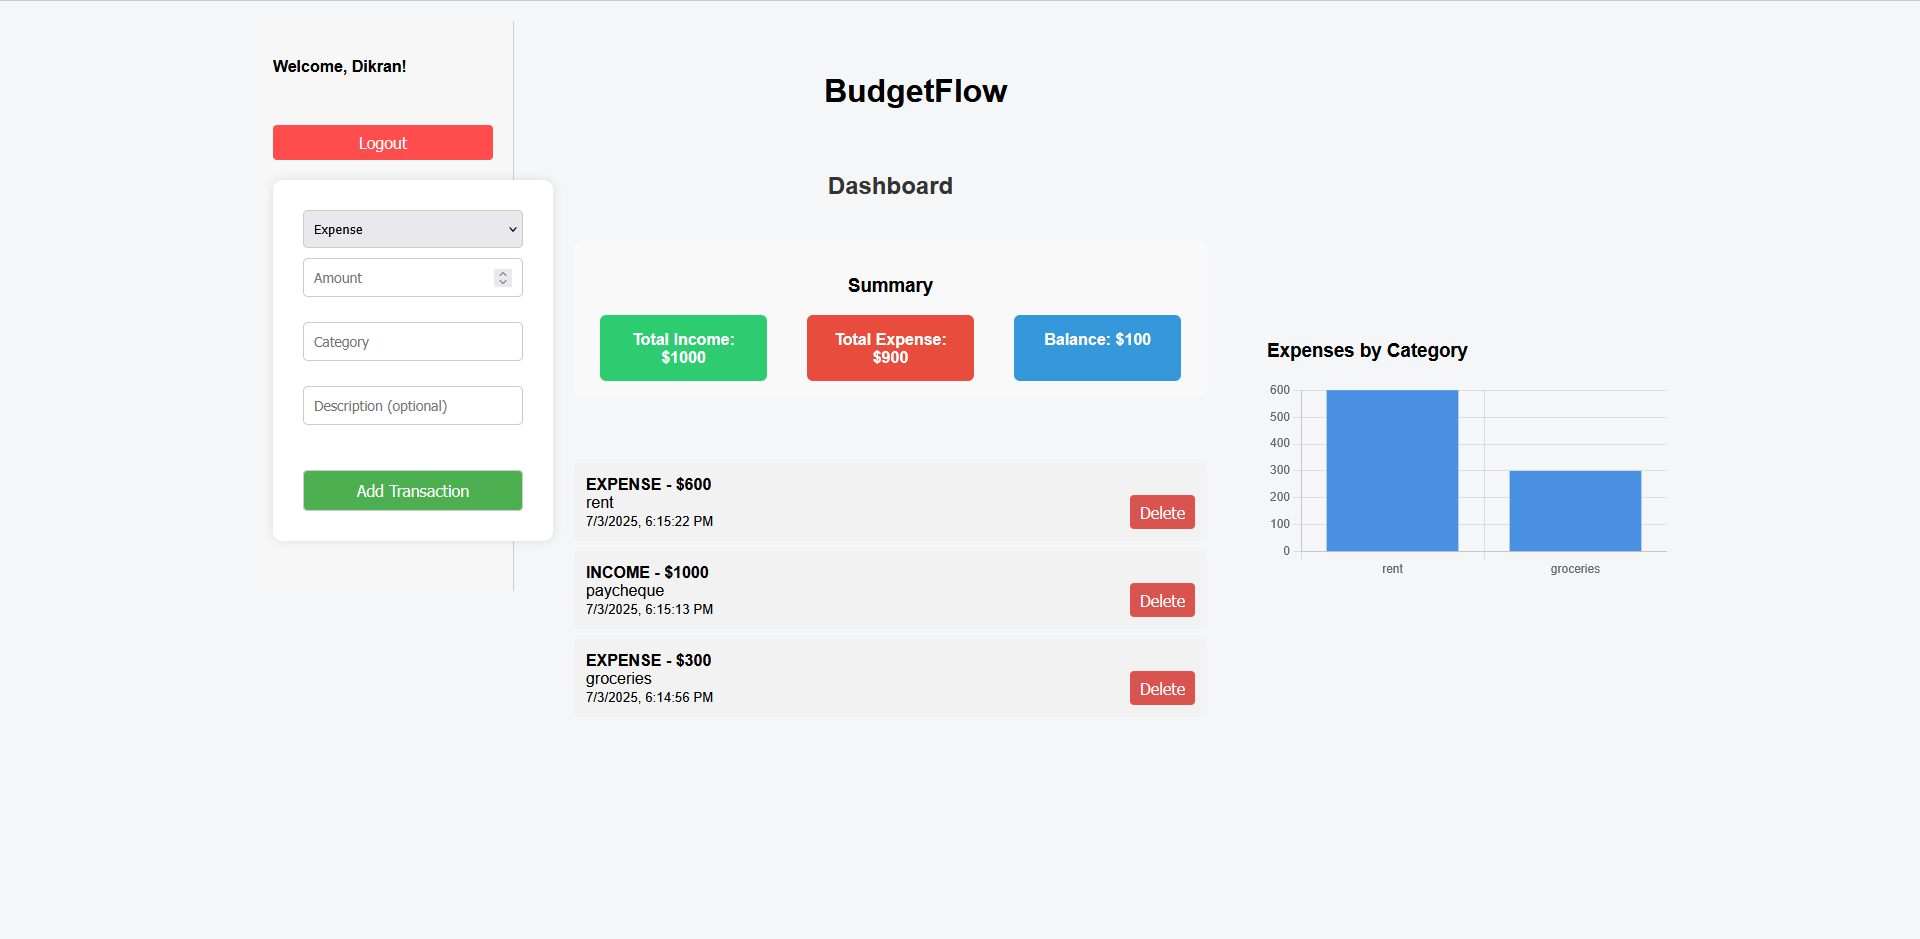 Welcome, Dikran!
Logout
Expense
Amount
Category
Description (optional)
Add Transaction
BudgetFlow
Dashboard
Summary
Total Income:
$1000
Total Expense:
$900
Balance: $100
EXPENSE - $600
rent
7/3/2025, 6:15:22 PM
Delete
INCOME - $1000
paycheque
7/3/2025, 6:15:13 PM
Delete
EXPENSE - $300
groceries
7/3/2025, 6:14:56 PM
Delete
Expenses by Category
600
500
400
300
200
100
0
rent groceries